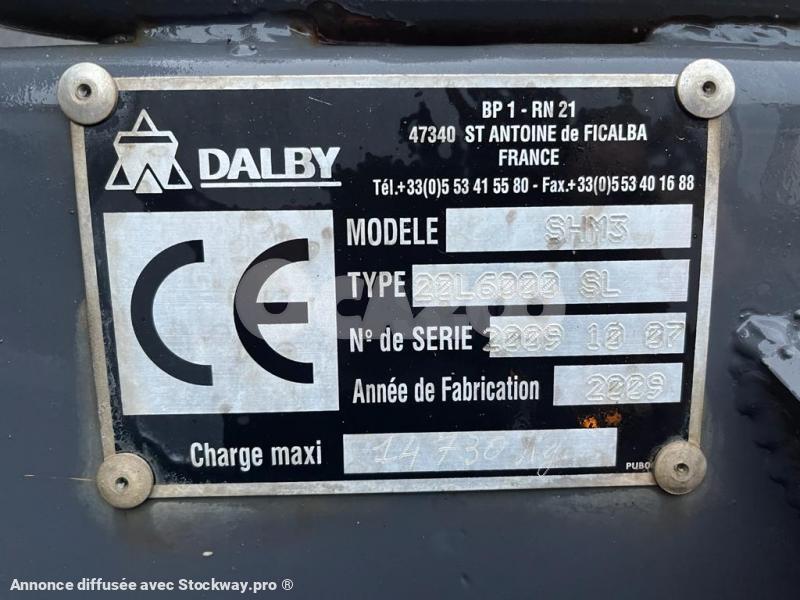 BP 1 - RN 21
47340 ST ANTOINE de FICALBA
FRANCE
DALBY
Tél.+33(0)5 53 41 55 80 - Fax.+33(0)5 53 40 16 88
CE
MODELE SHM3
TYPE 20L6000 SL
OCAZOO
N° de SERIE 2009 10 07
Année de Fabrication 2009
Charge maxi 14 730 Kg
Annonce diffusée avec Stockway.pro ®